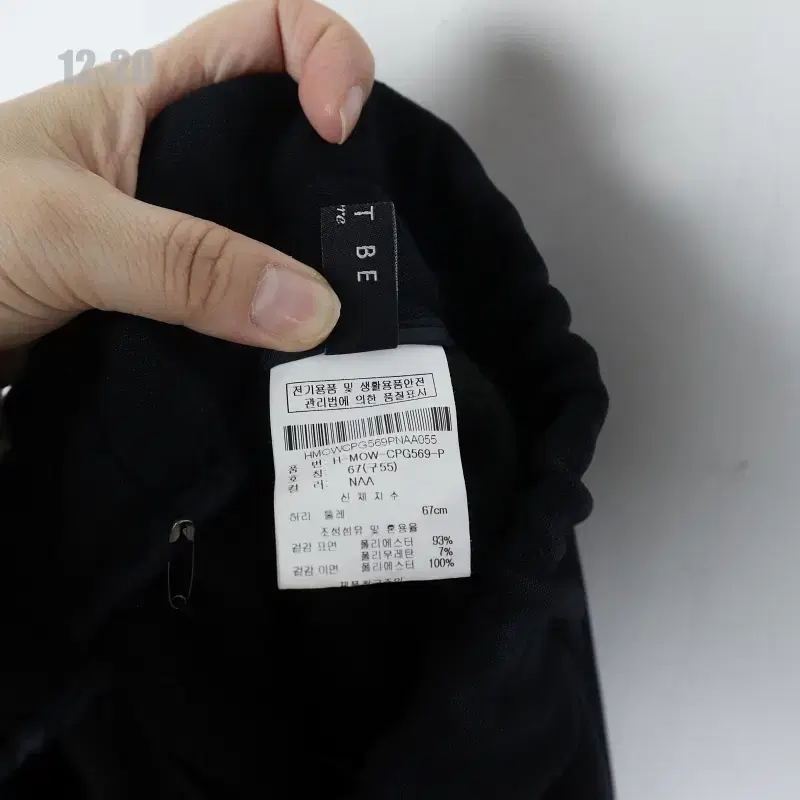 12-20
T BE
전기용품 및 생활용품안전
관리법에 의한 품질표시
HMOWCPG569PNAA055
품 번: H-MOW-CPG569-P
호 칭: 67(구55)
컬 러: NAA
신 체 치 수
허리 둘레 67cm
조성섬유 및 혼용율
겉감 표면 폴리에스터 93%
폴리우레탄 7%
겉감 이면 폴리에스터 100%